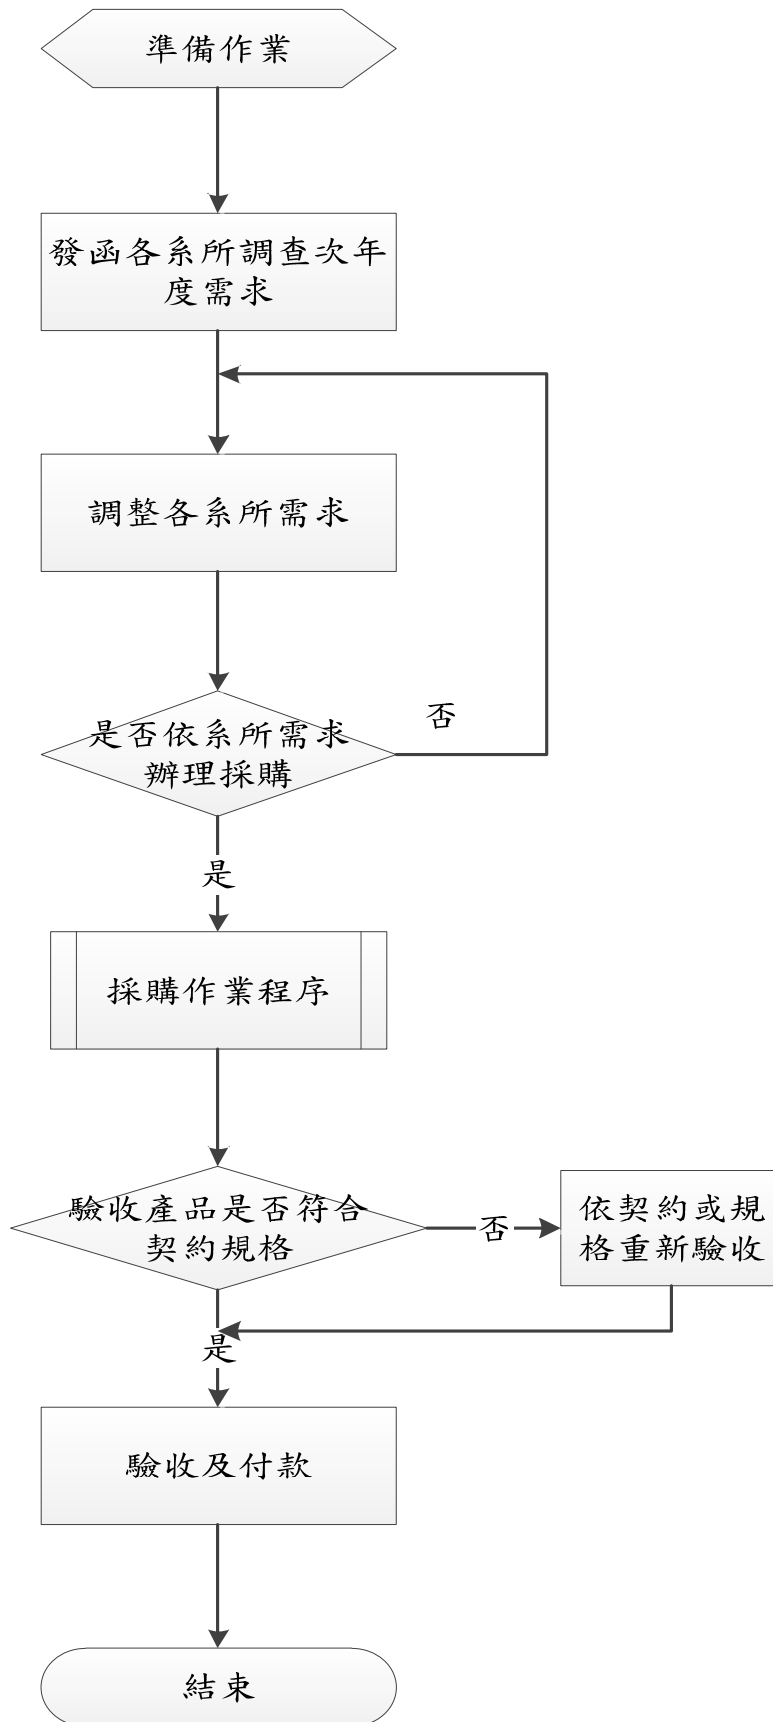 準備作業
發函各系所調查次年
度需求
調整各系所需求
是否依系所需求
辦理採購
否
是
採購作業程序
驗收產品是否符合
契約規格
否
依契約或規
格重新驗收
是
驗收及付款
結束